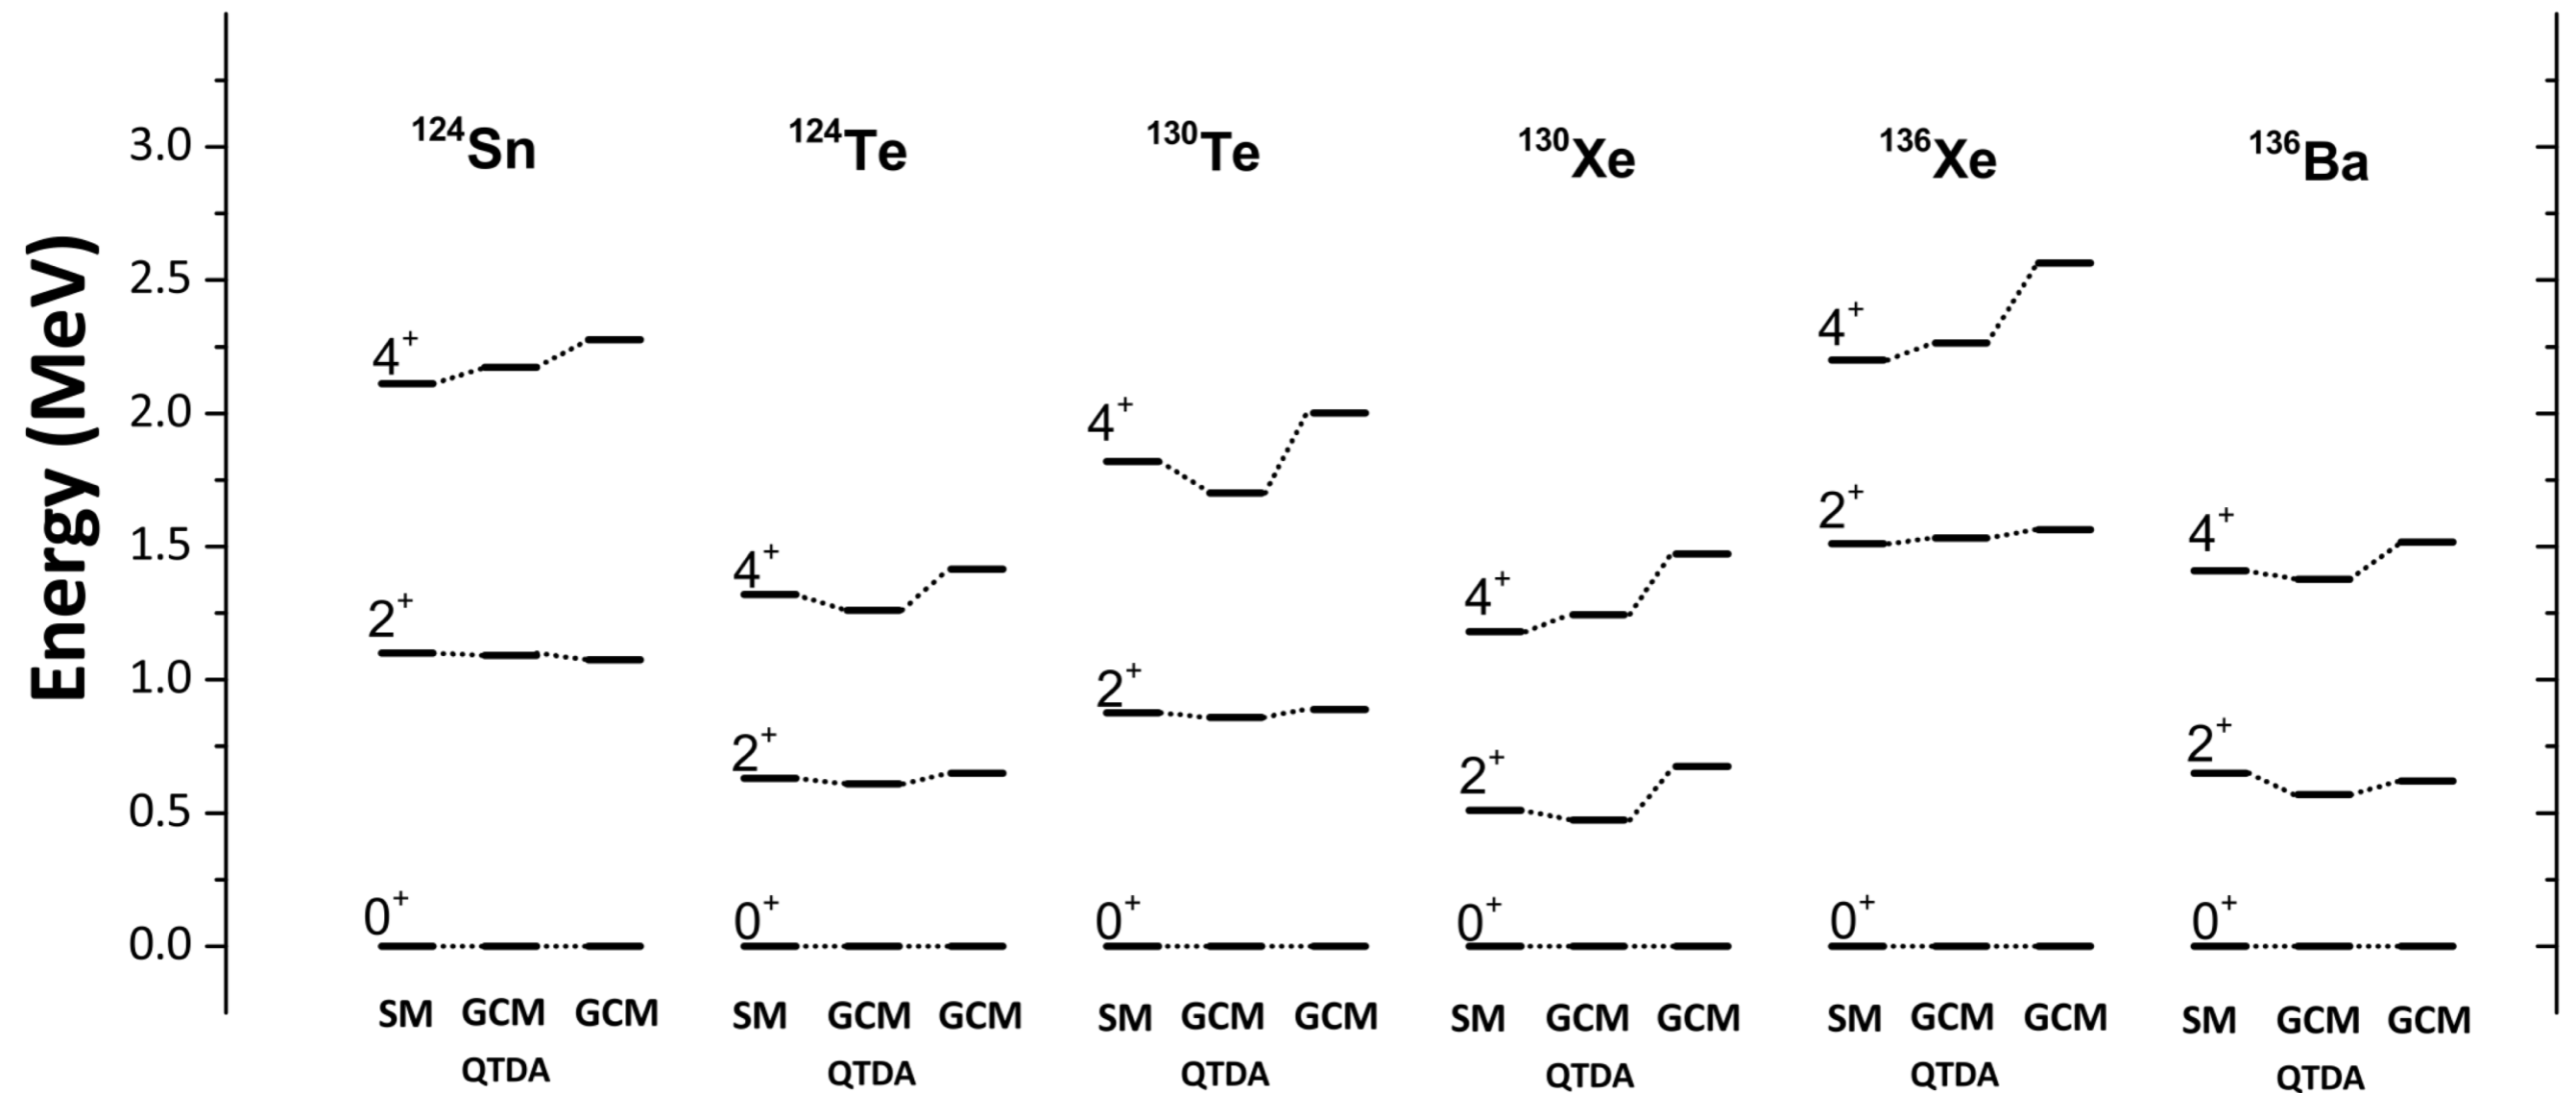 Energy (MeV)
3.0
2.5
2.0
1.5
1.0
0.5
0.0
¹²⁴Sn
4⁺
2⁺
0⁺
SM GCM GCM
QTDA
¹²⁴Te
4⁺
2⁺
0⁺
SM GCM GCM
QTDA
¹³⁰Te
4⁺
2⁺
0⁺
SM GCM GCM
QTDA
¹³⁰Xe
4⁺
2⁺
0⁺
SM GCM GCM
QTDA
¹³⁶Xe
4⁺
2⁺
0⁺
SM GCM GCM
QTDA
¹³⁶Ba
4⁺
2⁺
0⁺
SM GCM GCM
QTDA